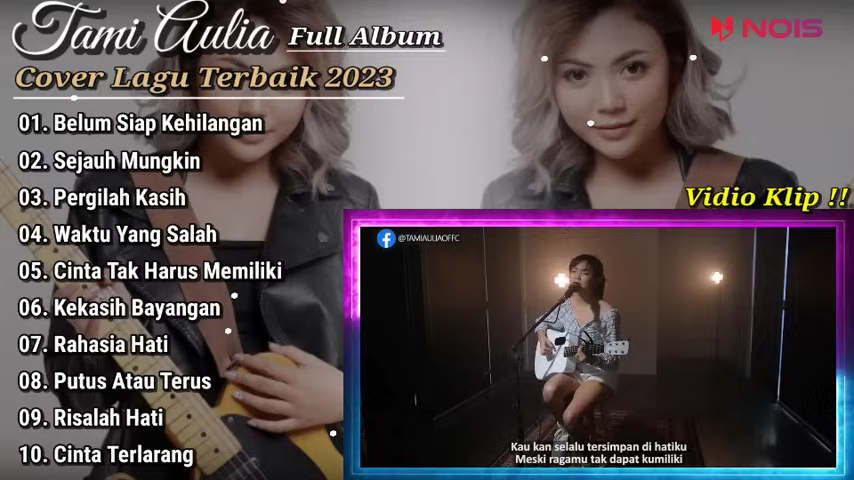 Tami Aulia Full Album
NOIS
Cover Lagu Terbaik 2023
01. Belum Siap Kehilangan
02. Sejauh Mungkin
03. Pergilah Kasih
04. Waktu Yang Salah
05. Cinta Tak Harus Memiliki
06. Kekasih Bayangan
07. Rahasia Hati
08. Putus Atau Terus
09. Risalah Hati
10. Cinta Terlarang
Vidio Klip !!
@TAMIAULIAOFFC
Kau kan selalu tersimpan di hatiku
Meski ragamu tak dapat kumiliki